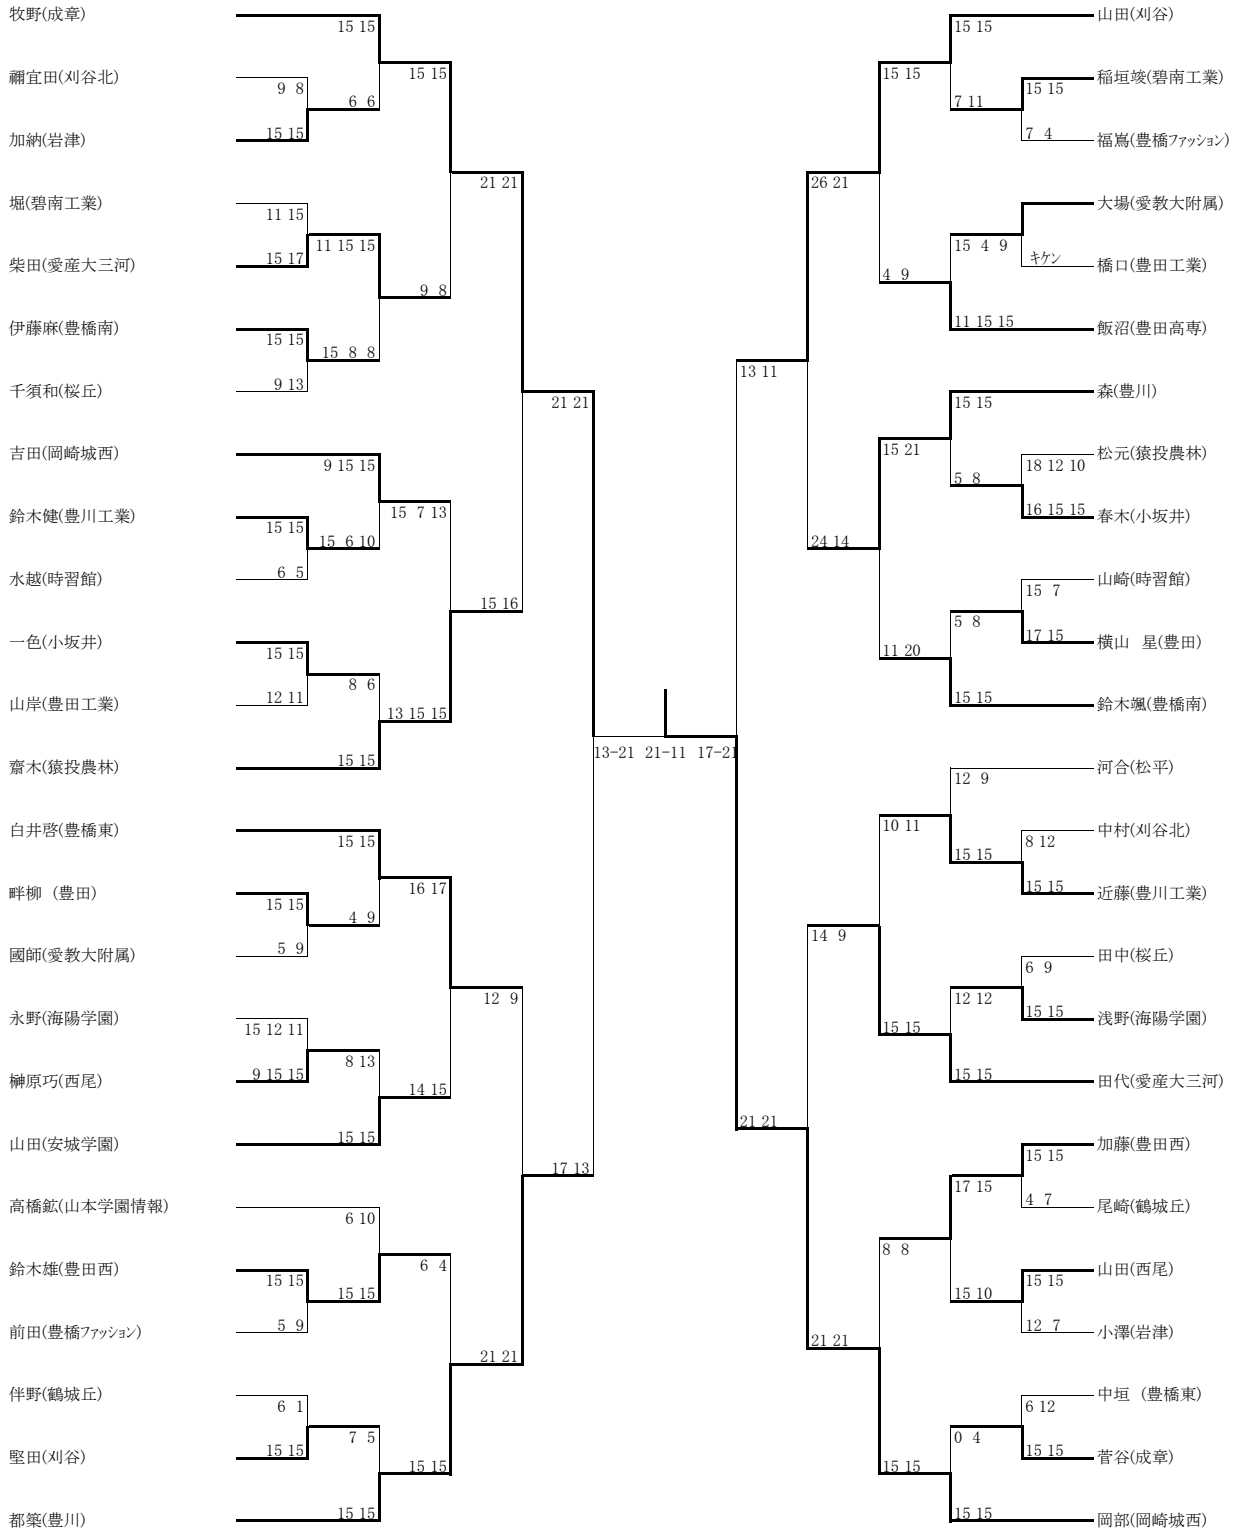 牧野(成章)
15 15
禰宜田(刈谷北)
15 15
9 8
6 6
加納(岩津)
15 15
21 21
堀(碧南工業)
11 15
11 15 15
柴田(愛産大三河)
15 17
9 8
伊藤麻(豊橋南)
15 15
15 8 8
千須和(桜丘)
9 13
21 21
吉田(岡崎城西)
9 15 15
鈴木健(豊川工業)
15 7 13
15 15
15 6 10
水越(時習館)
6 5
15 16
一色(小坂井)
15 15
8 6
山岸(豊田工業)
12 11
13 15 15
齋木(猿投農林)
15 15
白井啓(豊橋東)
15 15
畔柳 (豊田)
16 17
15 15
4 9
國師(愛教大附属)
5 9
12 9
永野(海陽学園)
15 12 11
8 13
榊原巧(西尾)
9 15 15
14 15
山田(安城学園)
15 15
17 13
高橋鉱(山本学園情報)
6 10
鈴木雄(豊田西)
6 4
15 15
15 15
前田(豊橋ファッション)
5 9
21 21
伴野(鶴城丘)
6 1
7 5
堅田(刈谷)
15 15
15 15
都築(豊川)
15 15
13-21 21-11 17-21
山田(刈谷)
15 15
15 15
稲垣竣(碧南工業)
15 15
7 11
福嶌(豊橋ファッション)
7 4
26 21
大場(愛教大附属)
15 4 9
橋口(豊田工業)
キケン
4 9
飯沼(豊田高専)
11 15 15
13 11
森(豊川)
15 15
15 21
松元(猿投農林)
18 12 10
5 8
春木(小坂井)
16 15 15
24 14
山崎(時習館)
15 7
5 8
横山 星(豊田)
17 15
11 20
鈴木颯(豊橋南)
15 15
河合(松平)
12 9
10 11
中村(刈谷北)
8 12
15 15
近藤(豊川工業)
15 15
14 9
田中(桜丘)
6 9
12 12
浅野(海陽学園)
15 15
15 15
田代(愛産大三河)
15 15
21 21
加藤(豊田西)
15 15
17 15
尾崎(鶴城丘)
4 7
8 8
山田(西尾)
15 15
15 10
小澤(岩津)
12 7
21 21
中垣 (豊橋東)
6 12
0 4
菅谷(成章)
15 15
15 15
岡部(岡崎城西)
15 15